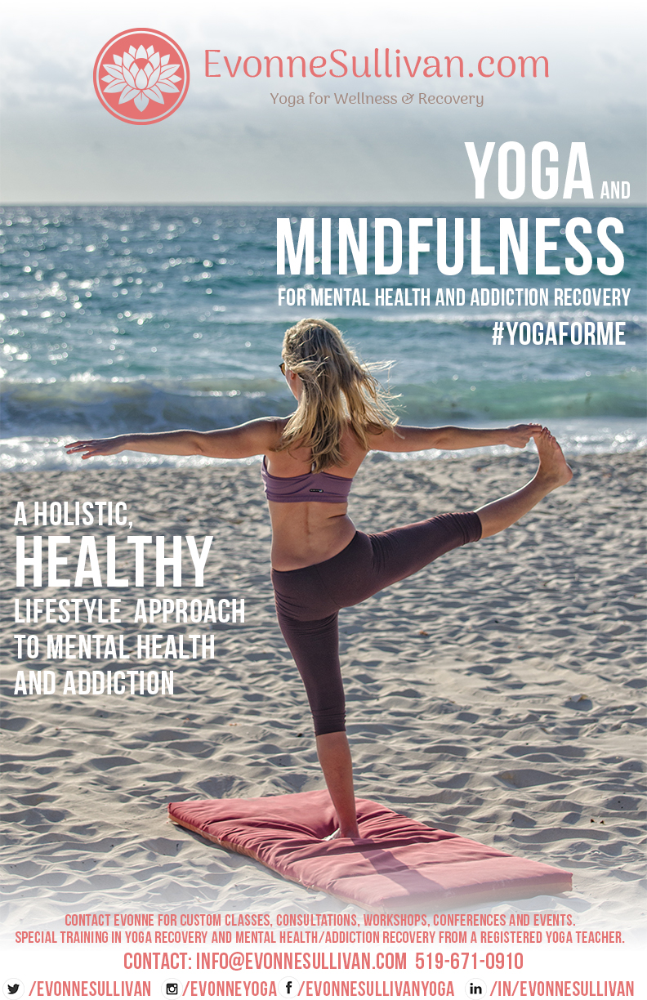 EvonneSullivan.com
Yoga for Wellness & Recovery
YOGA AND
MINDFULNESS
FOR MENTAL HEALTH AND ADDICTION RECOVERY
#YOGAFORME
A HOLISTIC,
HEALTHY
LIFESTYLE APPROACH
TO MENTAL HEALTH
AND ADDICTION
CONTACT EVONNE FOR CUSTOM CLASSES, CONSULTATIONS, WORKSHOPS, CONFERENCES AND EVENTS.
SPECIAL TRAINING IN YOGA RECOVERY AND MENTAL HEALTH/ADDICTION RECOVERY FROM A REGISTERED YOGA TEACHER.
CONTACT: INFO@EVONNESULLIVAN.COM 519-671-0910
/EVONNESULLIVAN /EVONNEYOGA f /EVONNESULLIVANYOGA in /IN/EVONNESULLIVAN